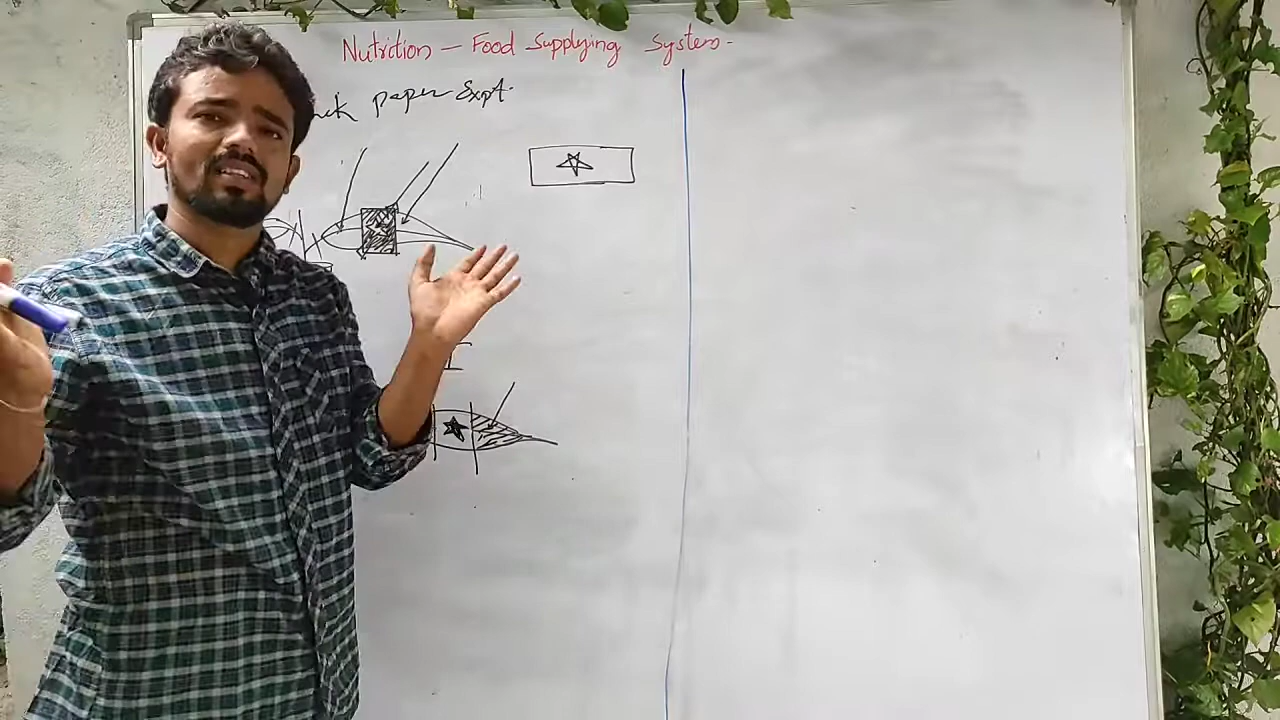 Nutrition - Food Supplying System-
paper Expt.
I